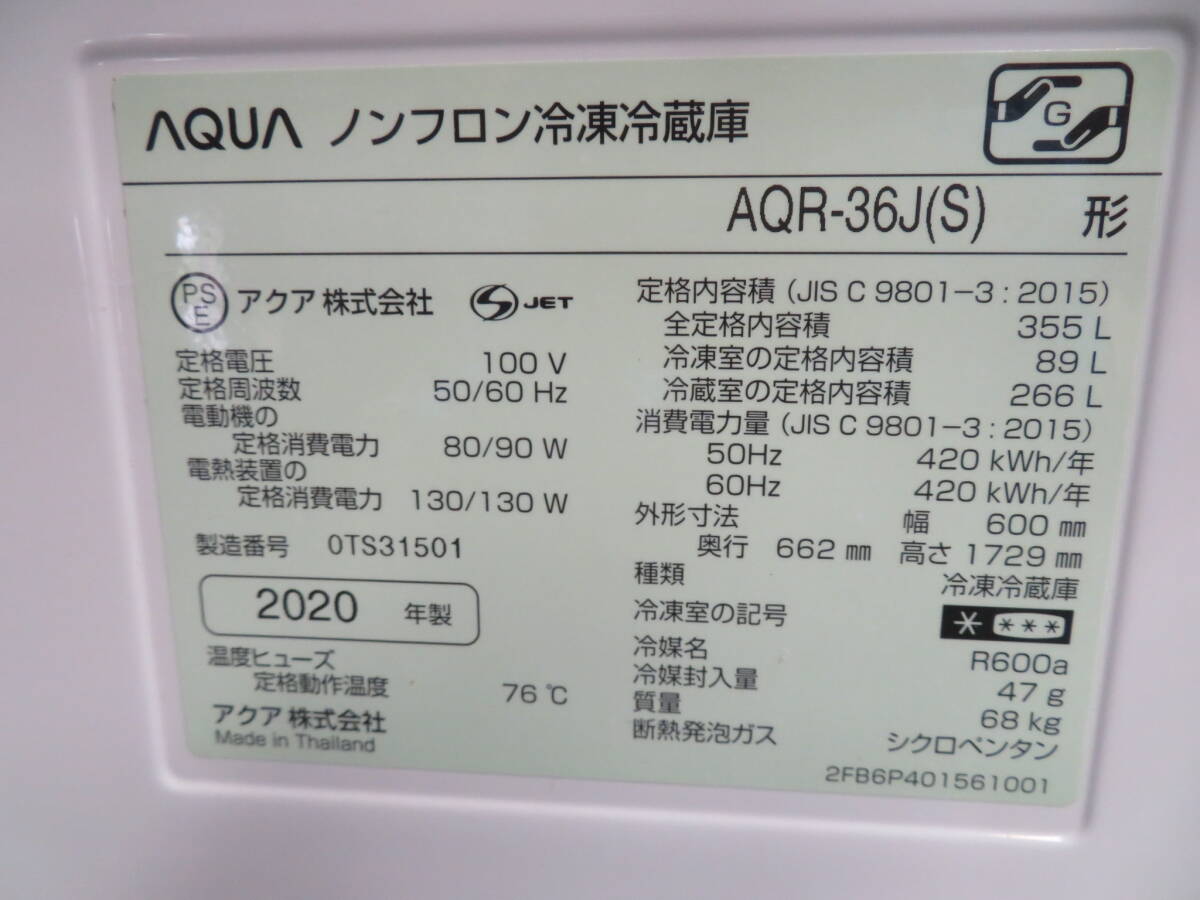 AQUA ノンフロン冷凍冷蔵庫
G
AQR-36J(S) 形
PS
E
アクア 株式会社
S JET
定格電圧 100 V
定格周波数 50/60 Hz
電動機の
定格消費電力 80/90 W
電熱装置の
定格消費電力 130/130 W
製造番号 0TS31501
2020 年製
温度ヒューズ
定格動作温度 76 ℃
アクア 株式会社
Made in Thailand
定格内容積 (JIS C 9801-3 : 2015)
全定格内容積 355 L
冷凍室の定格内容積 89 L
冷蔵室の定格内容積 266 L
消費電力量 (JIS C 9801-3 : 2015)
50Hz 420 kWh/年
60Hz 420 kWh/年
外形寸法 幅 600 ㎜
奥行 662 ㎜ 高さ 1729 ㎜
種類 冷凍冷蔵庫
冷凍室の記号 * ***
冷媒名 R600a
冷媒封入量 47 g
質量 68 kg
断熱発泡ガス シクロペンタン
2FB6P401561001